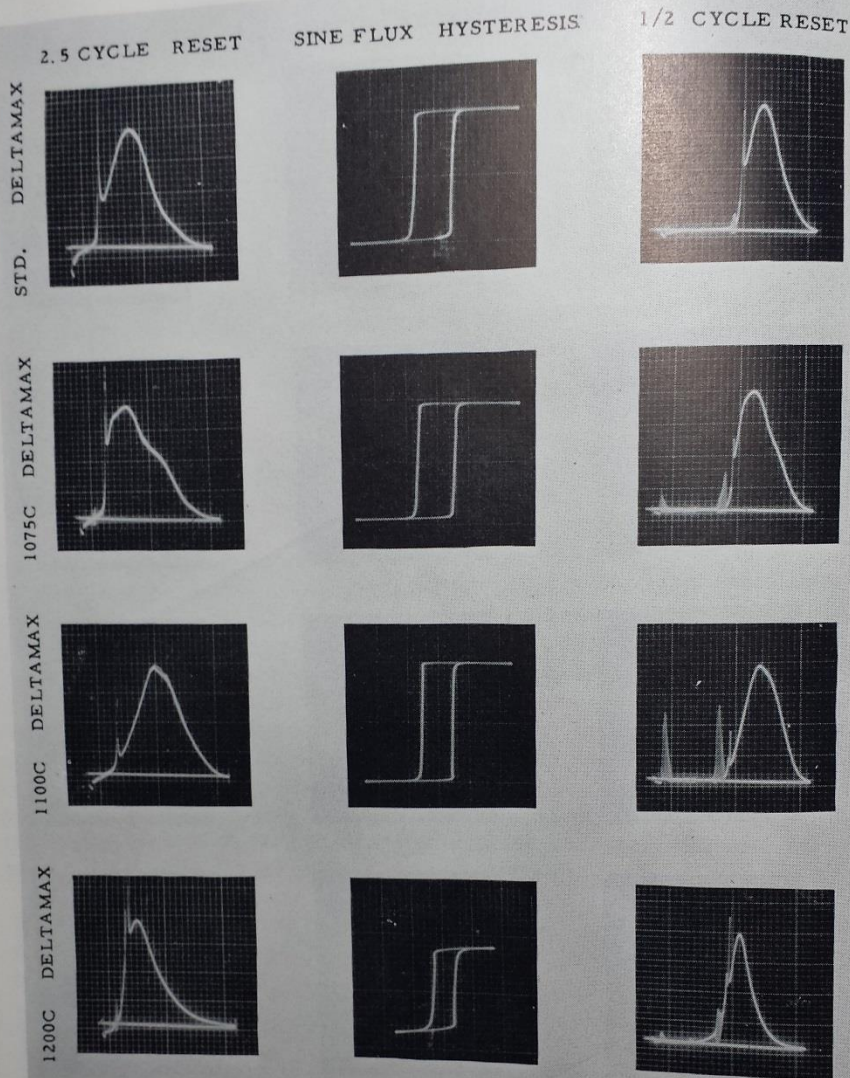 2.5 CYCLE RESET
SINE FLUX HYSTERESIS
1/2 CYCLE RESET
STD. DELTAMAX
1075C DELTAMAX
1100C DELTAMAX
1200C DELTAMAX